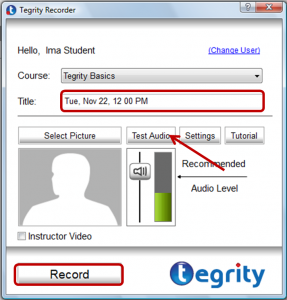 Tegrity Recorder
Hello, Ima Student
(Change User)
Course: Tegrity Basics
Title: Tue, Nov 22, 12 00 PM
Select Picture
Test Audio
Settings
Tutorial
Recommended
Audio Level
Instructor Video
Record
tegrity